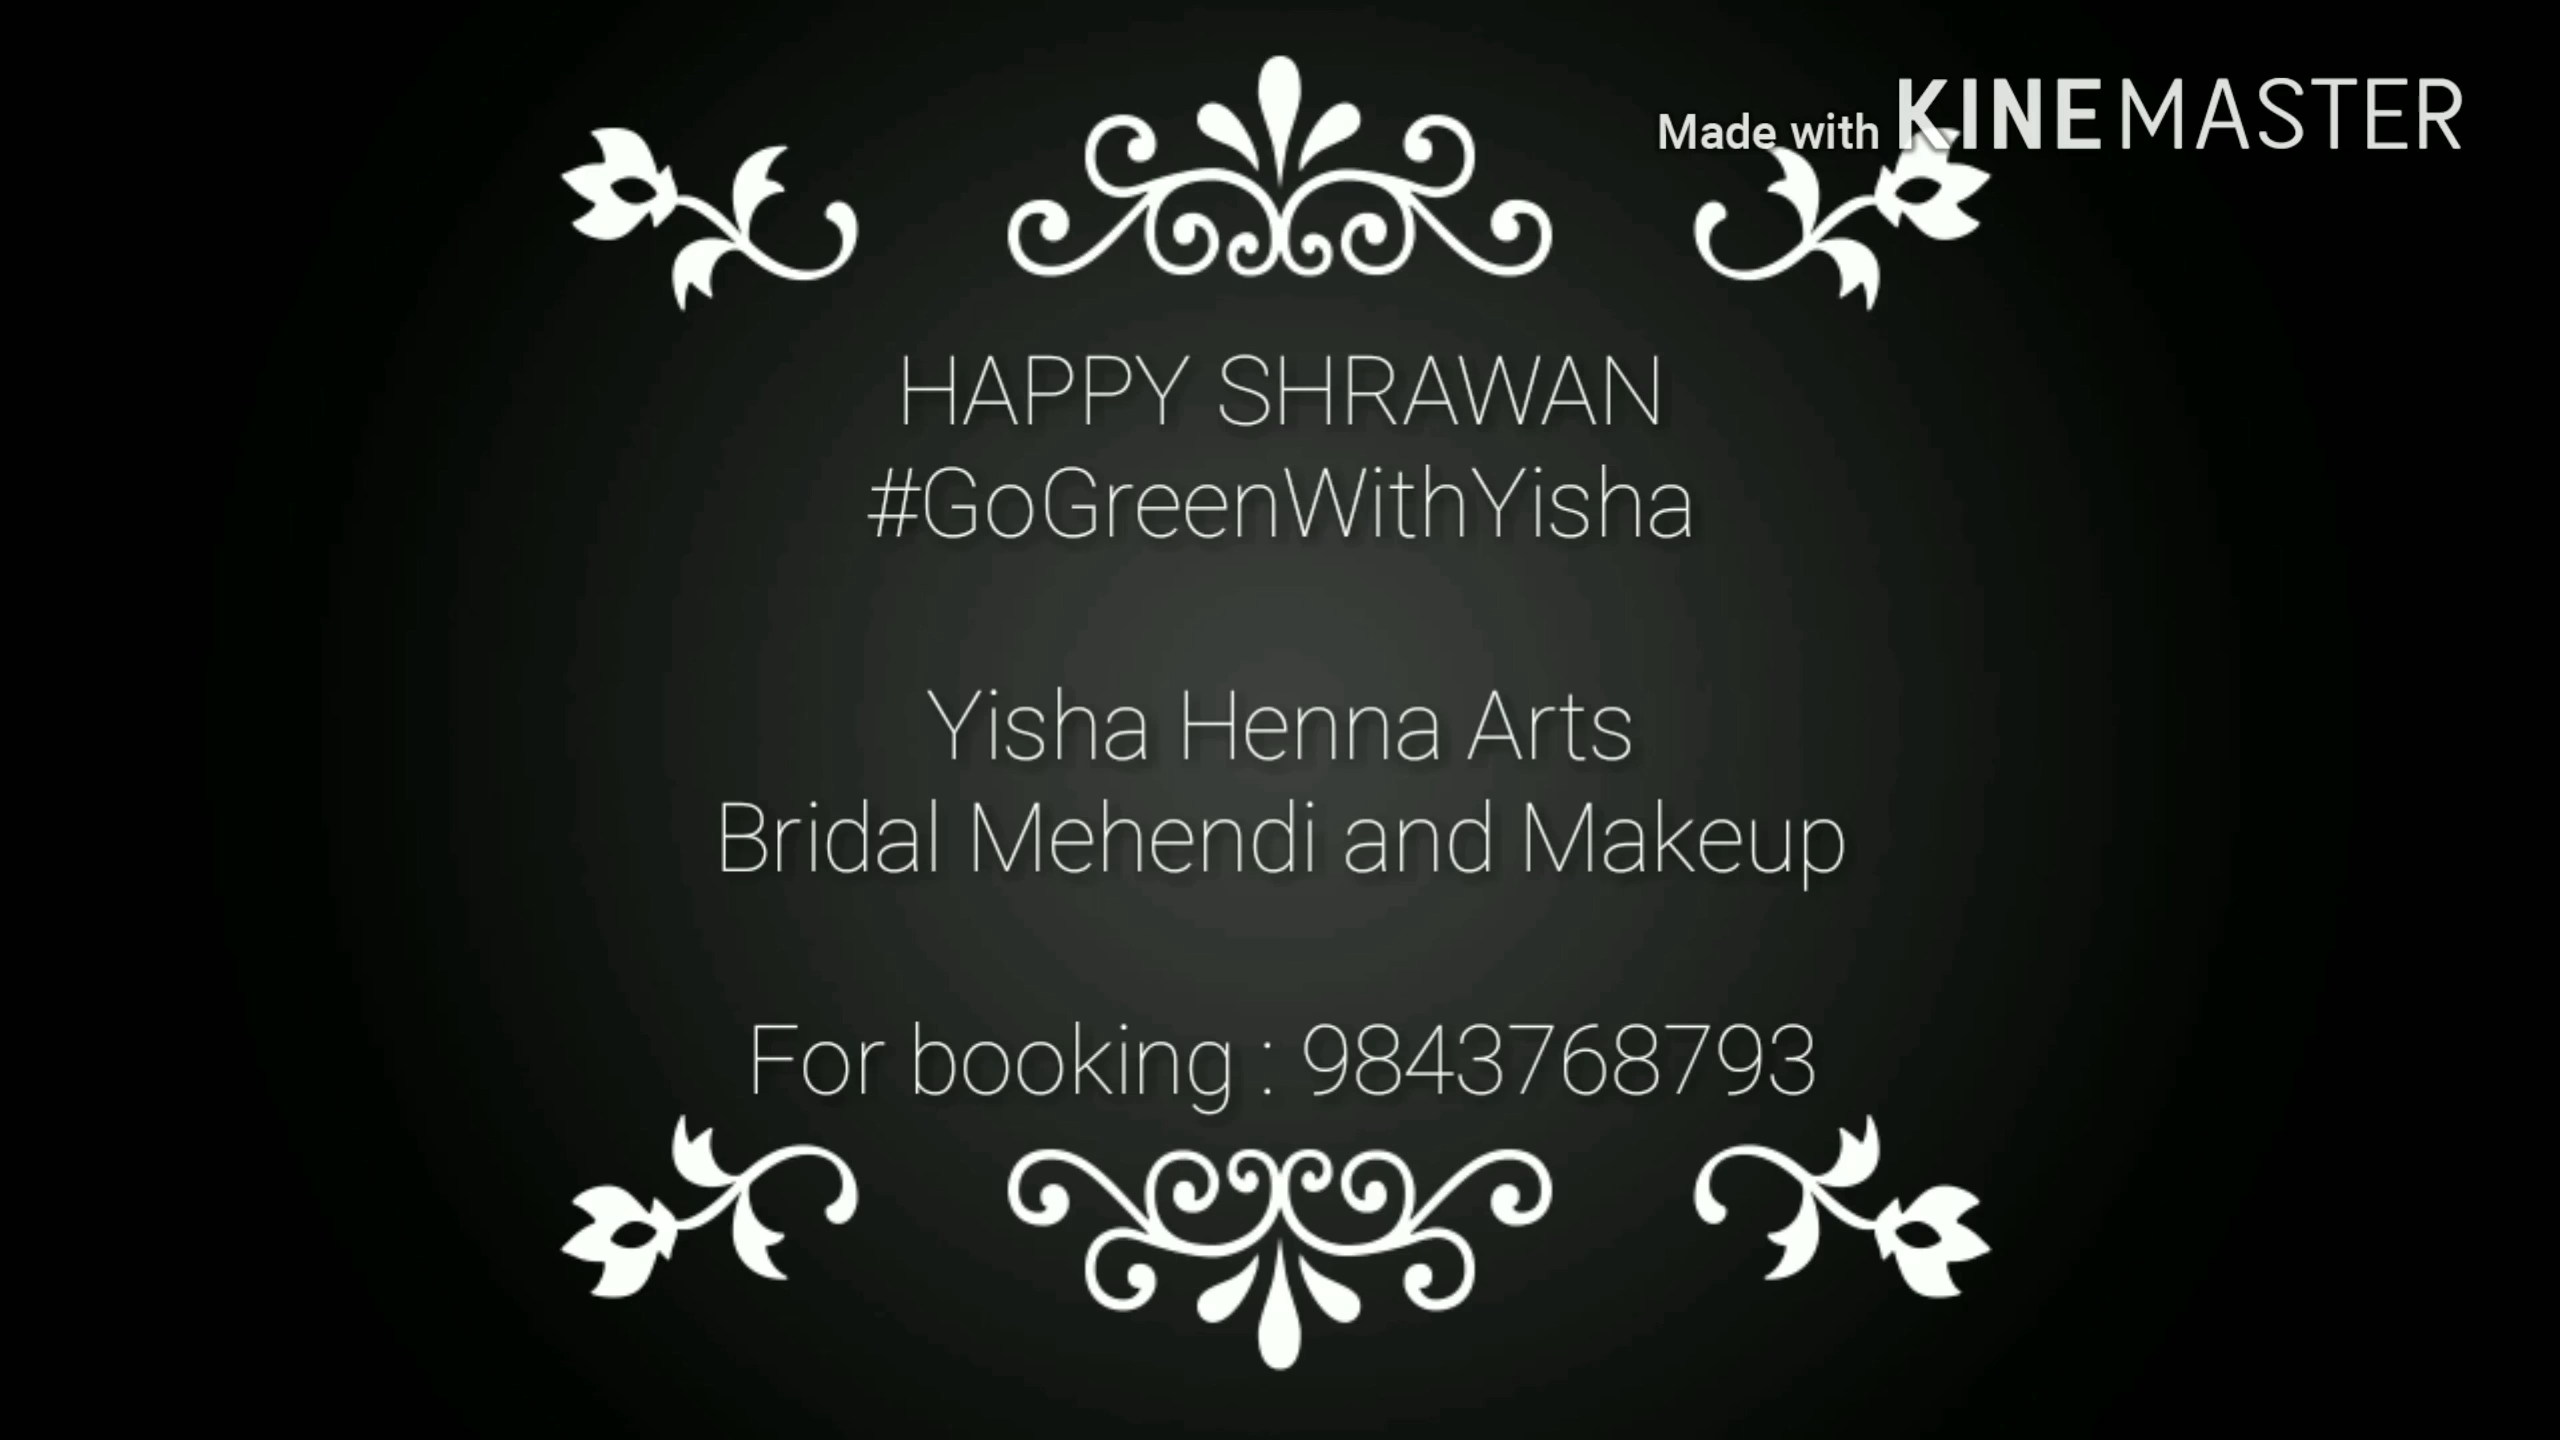 Made with KINEMASTER
HAPPY SHRAWAN
#GoGreenWithYisha
Yisha Henna Arts
Bridal Mehendi and Makeup
For booking : 9843768793